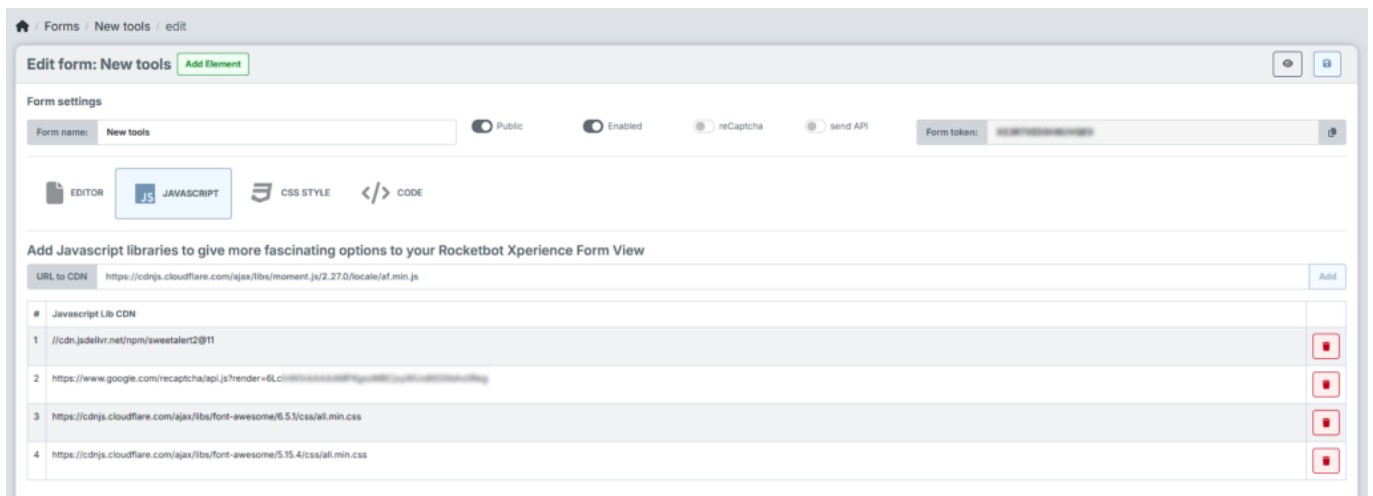 / Forms / New tools / edit
Edit form: New tools Add Element
Form settings
Form name: New tools Public Enabled reCaptcha send API Form token:
EDITOR JS JAVASCRIPT CSS STYLE </> CODE
Add Javascript libraries to give more fascinating options to your Rocketbot Xperience Form View
URL to CDN https://cdnjs.cloudflare.com/ajax/libs/moment.js/2.27.0/locale/af.min.js Add
# Javascript Lib CDN
1 //cdn.jsdelivr.net/npm/sweetalert2@11
2 https://www.google.com/recaptcha/api.js?render=6Lc
3 https://cdnjs.cloudflare.com/ajax/libs/font-awesome/6.5.1/css/all.min.css
4 https://cdnjs.cloudflare.com/ajax/libs/font-awesome/5.15.4/css/all.min.css